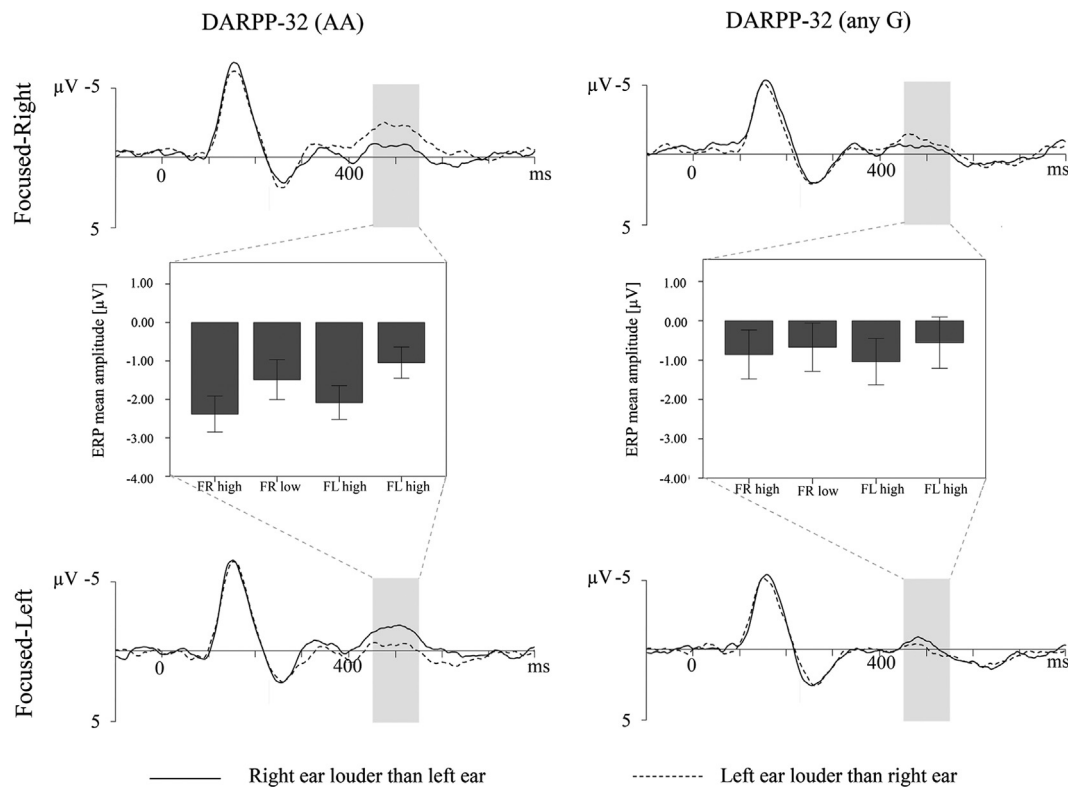 DARPP-32 (AA)
DARPP-32 (any G)
Focused-Right
µV -5
0
400
ms
5
µV -5
0
400
ms
5
ERP mean amplitude [µV]
1.00
0.00
-1.00
-2.00
-3.00
-4.00
FR high
FR low
FL high
FL high
ERP mean amplitude [µV]
1.00
0.00
-1.00
-2.00
-3.00
-4.00
FR high
FR low
FL high
FL high
Focused-Left
µV -5
0
400
ms
5
µV -5
0
400
ms
5
Right ear louder than left ear
Left ear louder than right ear